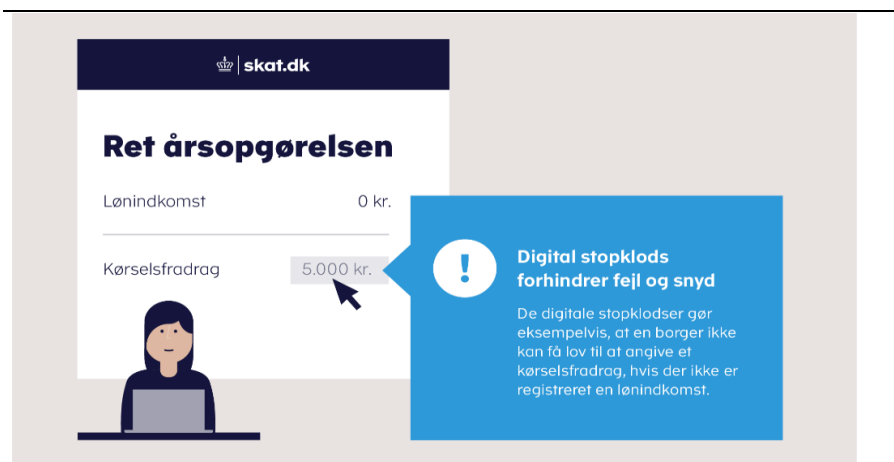 skat.dk
Ret årsopgørelsen
Lønindkomst 0 kr.
Kørselsfradrag 5.000 kr.
!
Digital stopklods
forhindrer fejl og snyd
De digitale stopklodser gør
eksempelvis, at en borger ikke
kan få lov til at angive et
kørselsfradrag, hvis der ikke er
registreret en lønindkomst.